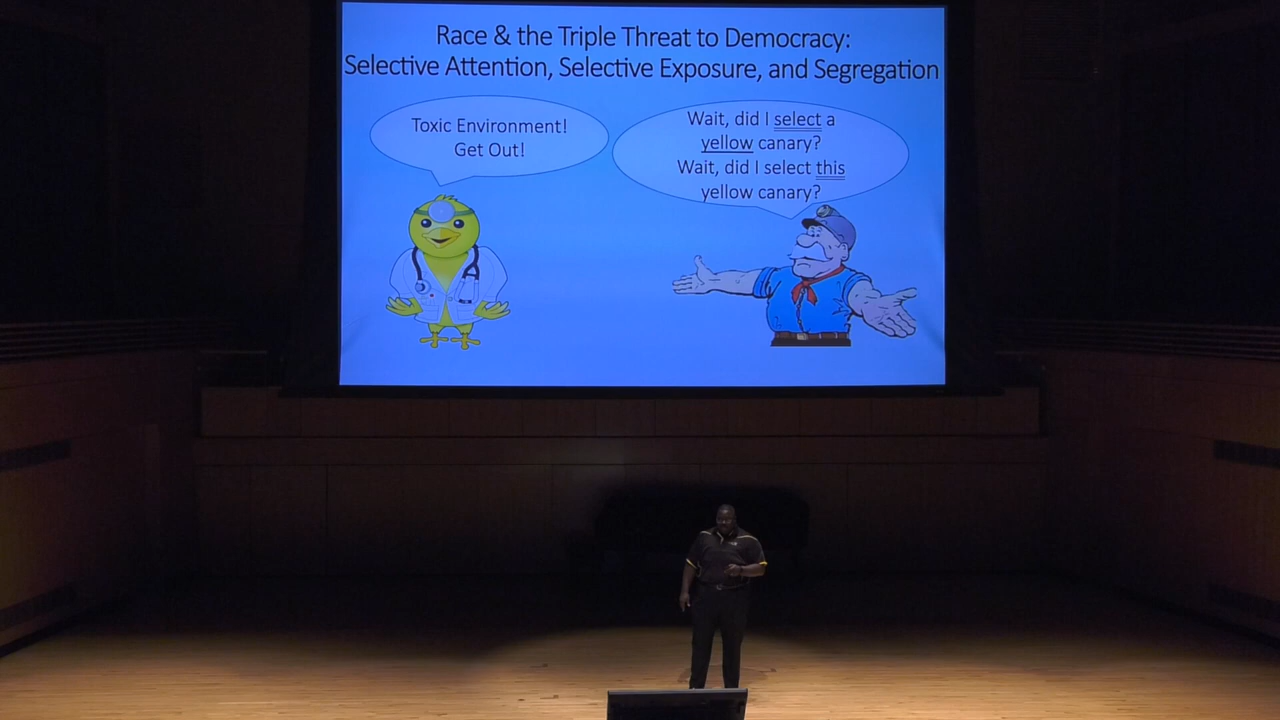 Race & the Triple Threat to Democracy:
Selective Attention, Selective Exposure, and Segregation
Toxic Environment!
Get Out!
Wait, did I select a
yellow canary?
Wait, did I select this
yellow canary?